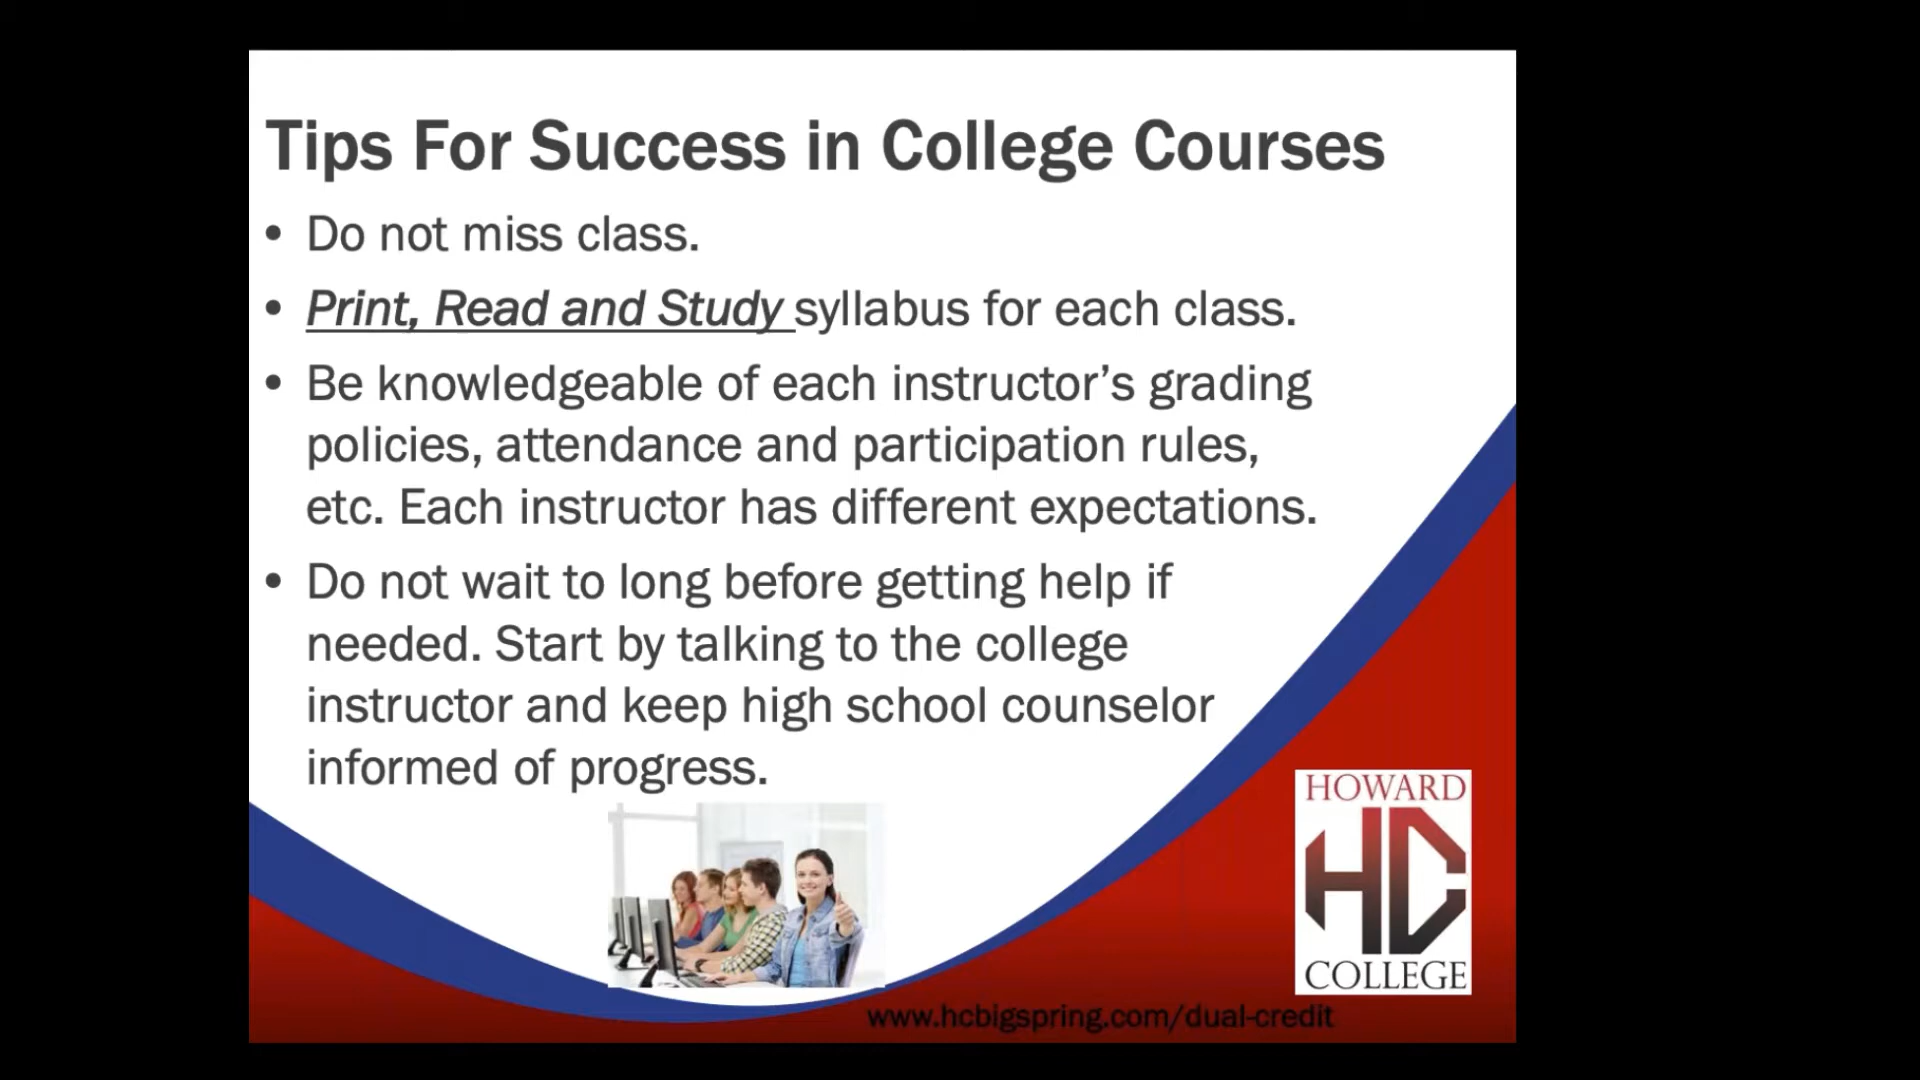 Tips For Success in College Courses
• Do not miss class.
• Print, Read and Study syllabus for each class.
• Be knowledgeable of each instructor’s grading
policies, attendance and participation rules,
etc. Each instructor has different expectations.
• Do not wait to long before getting help if
needed. Start by talking to the college
instructor and keep high school counselor
informed of progress.
HOWARD
HC
COLLEGE
www.hcbigspring.com/dual-credit